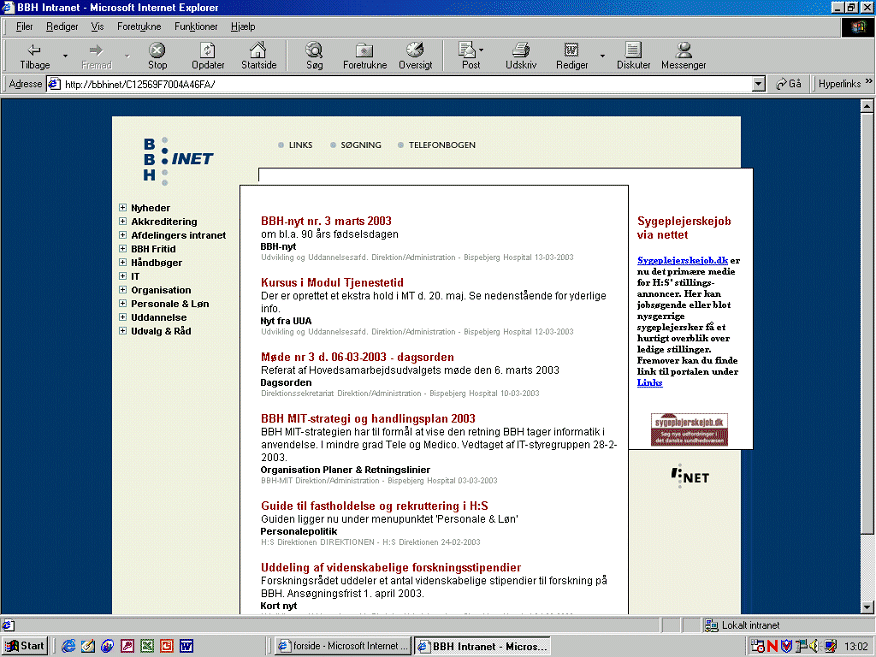 BBH Intranet - Microsoft Internet Explorer
Filer Rediger Vis Foretrukne Funktioner Hjælp
Tilbage Fremad Stop Opdater Startside Søg Foretrukne Oversigt Post Udskriv Rediger Diskuter Messenger
Adresse http://bbhinet/C12569F7004A46FA/ Gå Hyperlinks »
BBH INET
LINKS SØGNING TELEFONBOGEN
Nyheder
Akkreditering
Afdelingers intranet
BBH Fritid
Håndbøger
IT
Organisation
Personale & Løn
Uddannelse
Udvalg & Råd
BBH-nyt nr. 3 marts 2003
om bl.a. 90 års fødselsdagen
BBH-nyt
Udvikling og Uddannelsesafd. Direktion/Administration - Bispebjerg Hospital 13-03-2003
Kursus i Modul Tjenestetid
Der er oprettet et ekstra hold i MT d. 20. maj. Se nedenstående for yderlige
info.
Nyt fra UUA
Udvikling og Uddannelsesafd. Direktion/Administration - Bispebjerg Hospital 12-03-2003
Møde nr 3 d. 06-03-2003 - dagsorden
Referat af Hovedsamarbejdsudvalgets møde den 6. marts 2003
Dagsorden
Direktionssekretariat Direktion/Administration - Bispebjerg Hospital 10-03-2003
BBH MIT-strategi og handlingsplan 2003
BBH MIT-strategien har til formål at vise den retning BBH tager informatik i
anvendelse. I mindre grad Tele og Medico. Vedtaget af IT-styregruppen 28-2-
2003.
Organisation Planer & Retningslinier
BBH-MIT Direktion/Administration - Bispebjerg Hospital 03-03-2003
Guide til fastholdelse og rekruttering i H:S
Guiden ligger nu under menupunktet 'Personale & Løn'
Personalepolitik
H:S Direktionen DIREKTIONEN - H:S Direktionen 24-02-2003
Uddeling af videnskabelige forskningsstipendier
Forskningsrådet uddeler et antal videnskabelige stipendier til forskning på
BBH. Ansøgningsfrist 1. april 2003.
Kort nyt
Sygeplejerskejob
via nettet
Sygeplejerskejob.dk er
nu det primære medie
for H:S' stillings-
annoncer. Her kan
jobsøgende eller blot
nysgerrige
sygeplejersker få et
hurtigt overblik over
ledige stillinger.
Fremover kan du finde
link til portalen under
Links
sygeplejerskejob.dk
Søg nye udfordringer i
det danske sundhedsvæsen
INET
Lokalt intranet
Start forside - Microsoft Internet ... BBH Intranet - Micros... 13:02